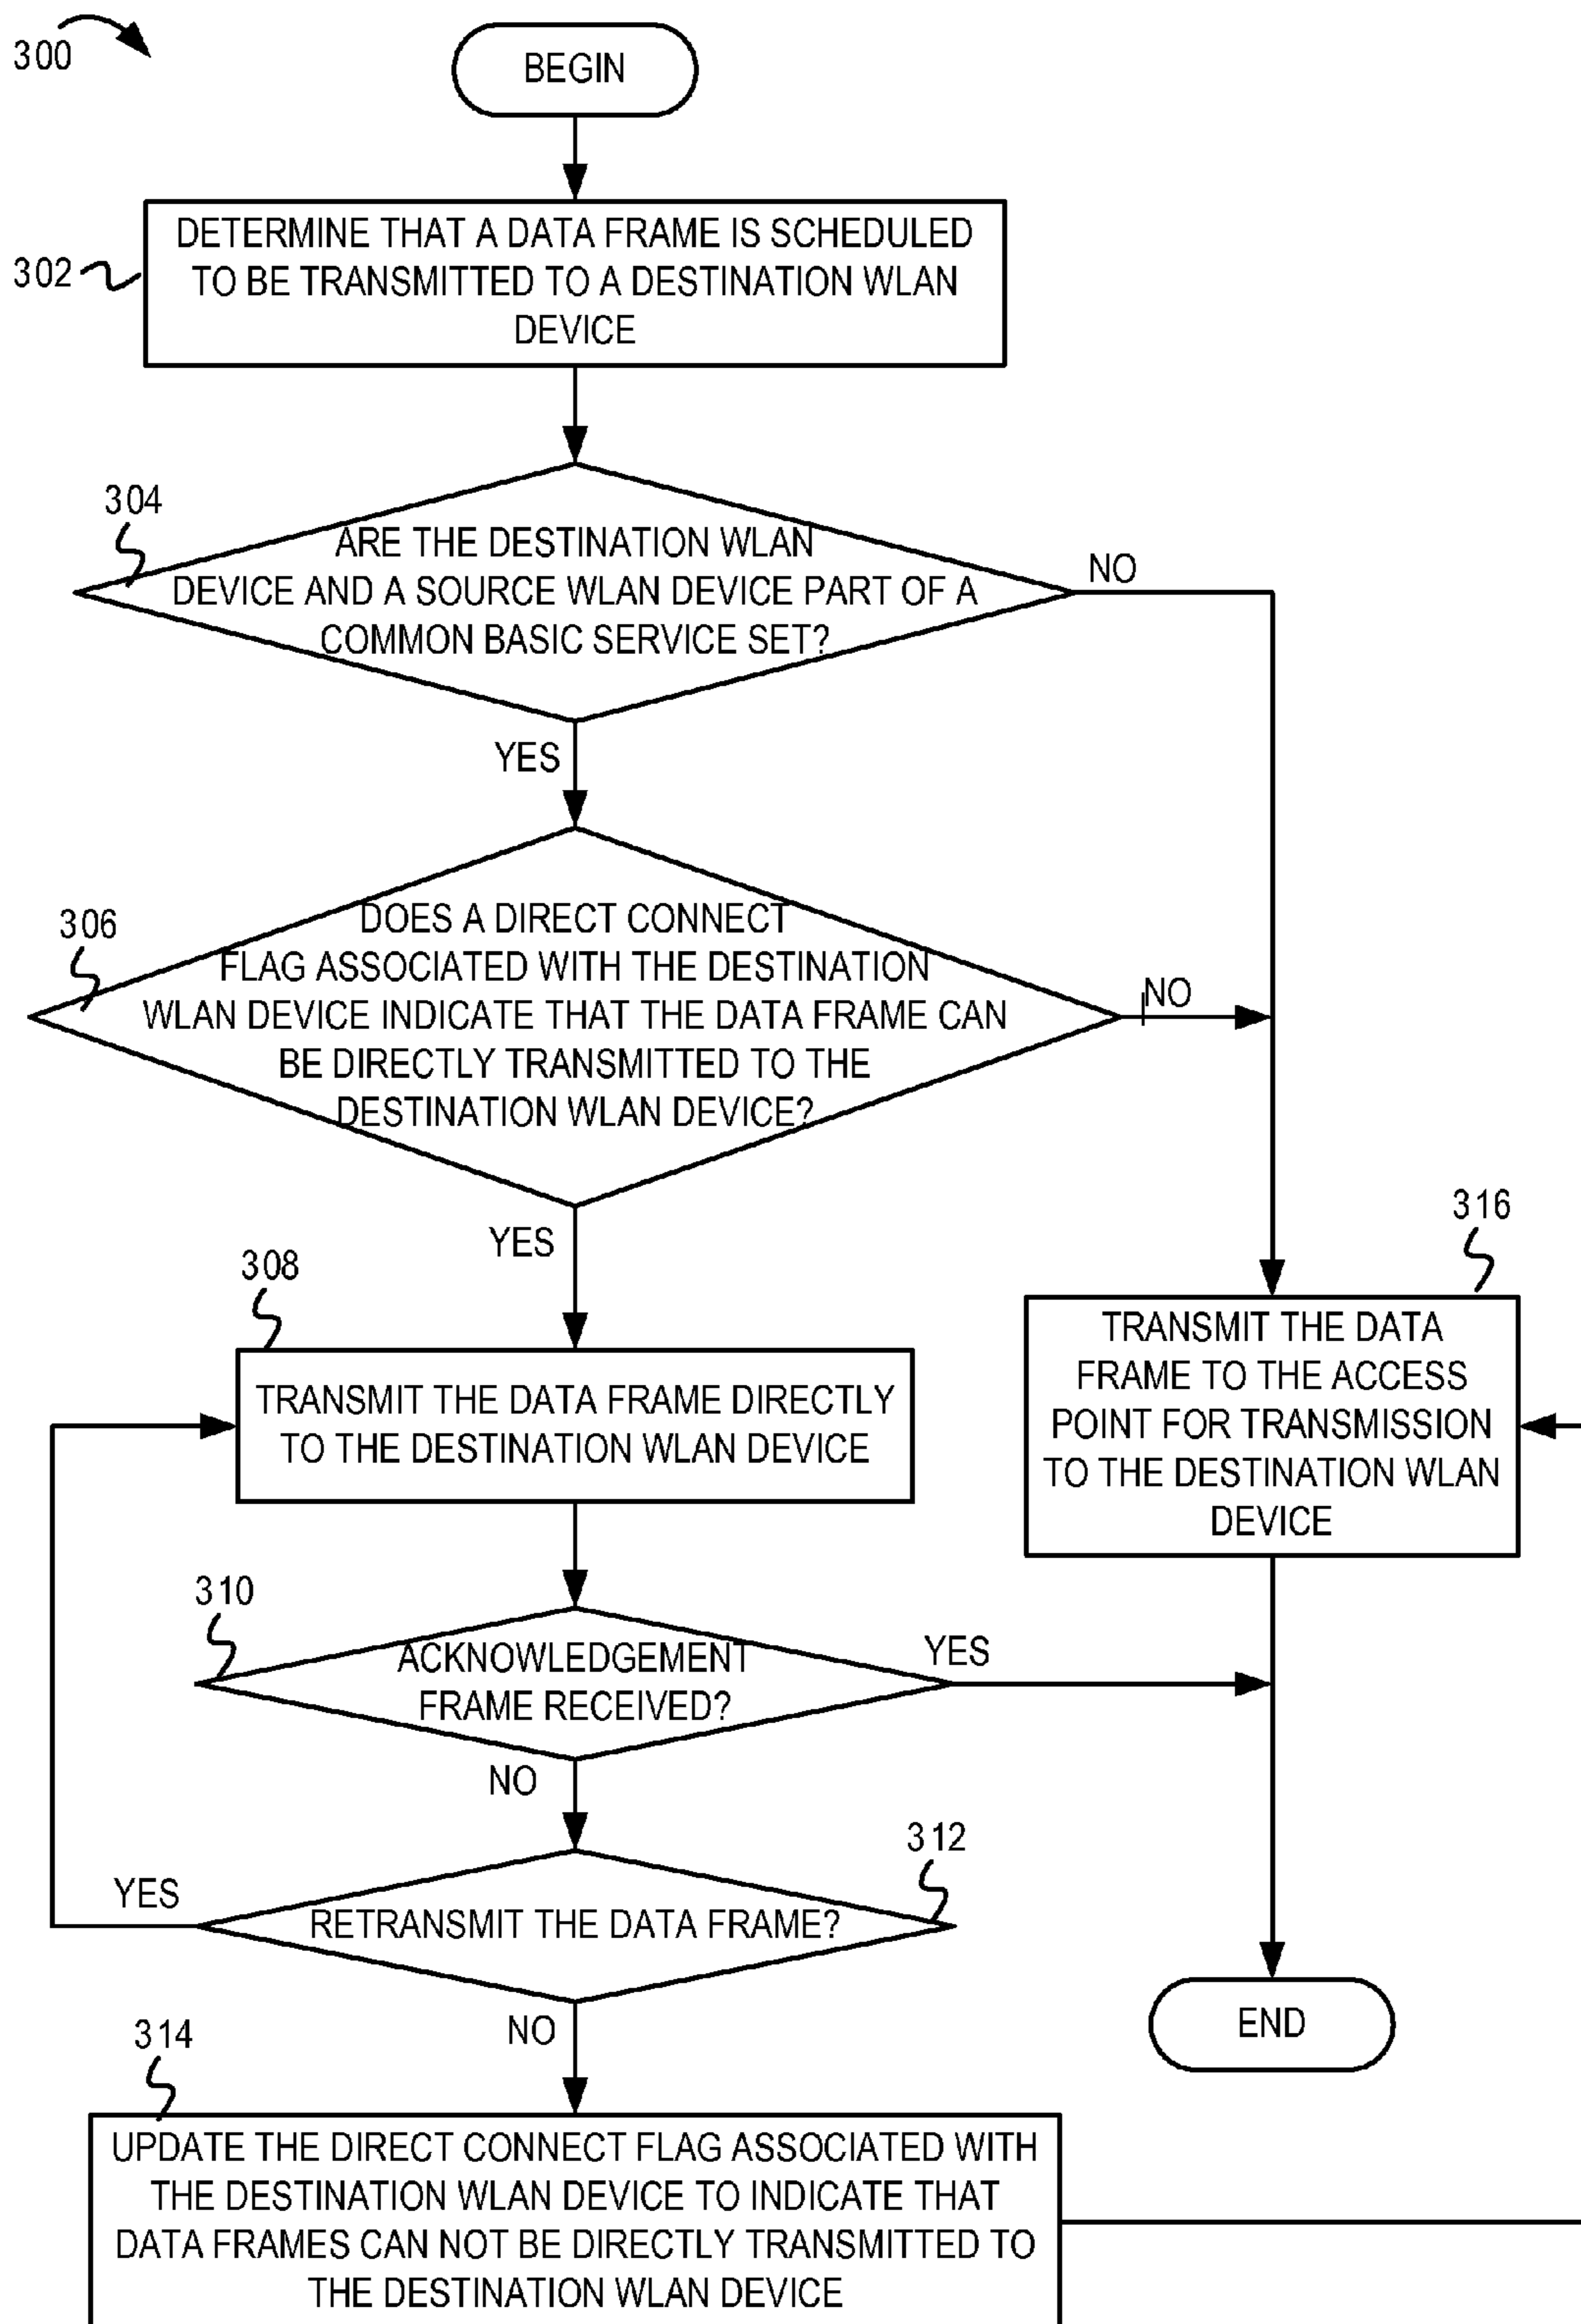 300
BEGIN
302
DETERMINE THAT A DATA FRAME IS SCHEDULED
TO BE TRANSMITTED TO A DESTINATION WLAN
DEVICE
304
ARE THE DESTINATION WLAN
DEVICE AND A SOURCE WLAN DEVICE PART OF A
COMMON BASIC SERVICE SET?
NO
YES
306
DOES A DIRECT CONNECT
FLAG ASSOCIATED WITH THE DESTINATION
WLAN DEVICE INDICATE THAT THE DATA FRAME CAN
BE DIRECTLY TRANSMITTED TO THE
DESTINATION WLAN DEVICE?
NO
YES
308
TRANSMIT THE DATA FRAME DIRECTLY
TO THE DESTINATION WLAN DEVICE
316
TRANSMIT THE DATA
FRAME TO THE ACCESS
POINT FOR TRANSMISSION
TO THE DESTINATION WLAN
DEVICE
310
ACKNOWLEDGEMENT
FRAME RECEIVED?
YES
NO
312
RETRANSMIT THE DATA FRAME?
YES
NO
END
314
UPDATE THE DIRECT CONNECT FLAG ASSOCIATED WITH
THE DESTINATION WLAN DEVICE TO INDICATE THAT
DATA FRAMES CAN NOT BE DIRECTLY TRANSMITTED TO
THE DESTINATION WLAN DEVICE